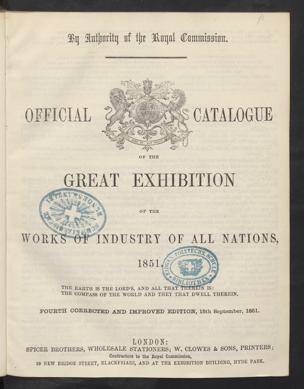 By Authority of the Royal Commission.
OFFICIAL CATALOGUE
OF THE
GREAT EXHIBITION
OF THE
WORKS OF INDUSTRY OF ALL NATIONS,
1851.
THE EARTH IS THE LORD'S, AND ALL THAT THEREIN IS:
THE COMPASS OF THE WORLD AND THEY THAT DWELL THEREIN.
FOURTH CORRECTED AND IMPROVED EDITION, 15th September, 1851.
LONDON:
SPICER BROTHERS, WHOLESALE STATIONERS; W. CLOWES & SONS, PRINTERS;
Contractors to the Royal Commission,
29 NEW BRIDGE STREET, BLACKFRIARS, AND AT THE EXHIBITION BUILDING, HYDE PARK.